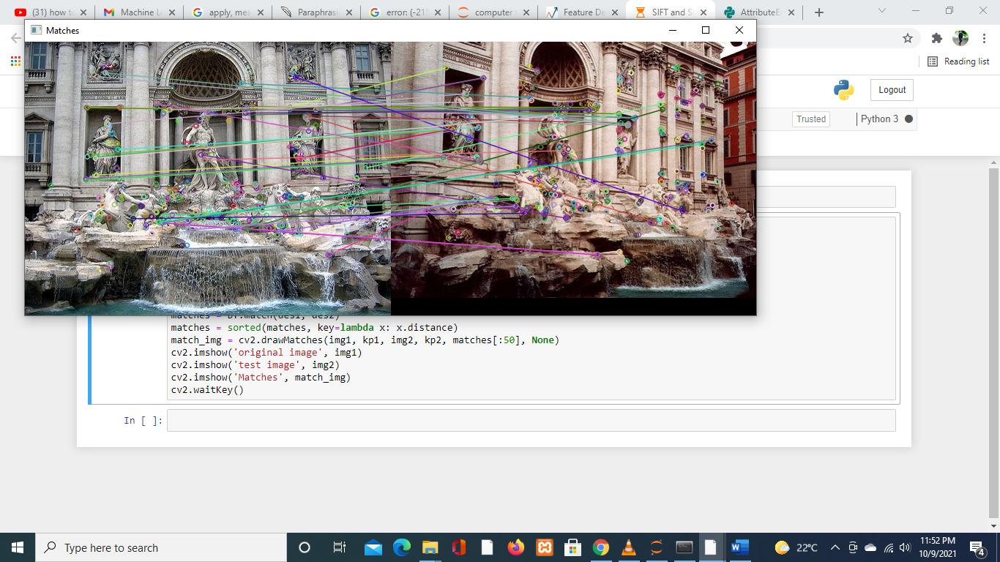 (31) how to
Machine Le
apply, mea
Paraphrasi
error: (-215
computer v
Feature De
SIFT and S
AttributeEr
Matches
Reading list
Logout
Trusted
Python 3
matches = bf.match(des1, des2)
matches = sorted(matches, key=lambda x: x.distance)
match_img = cv2.drawMatches(img1, kp1, img2, kp2, matches[:50], None)
cv2.imshow('original image', img1)
cv2.imshow('test image', img2)
cv2.imshow('Matches', match_img)
cv2.waitKey()
In [ ]:
Type here to search
22°C
11:52 PM
10/9/2021
4